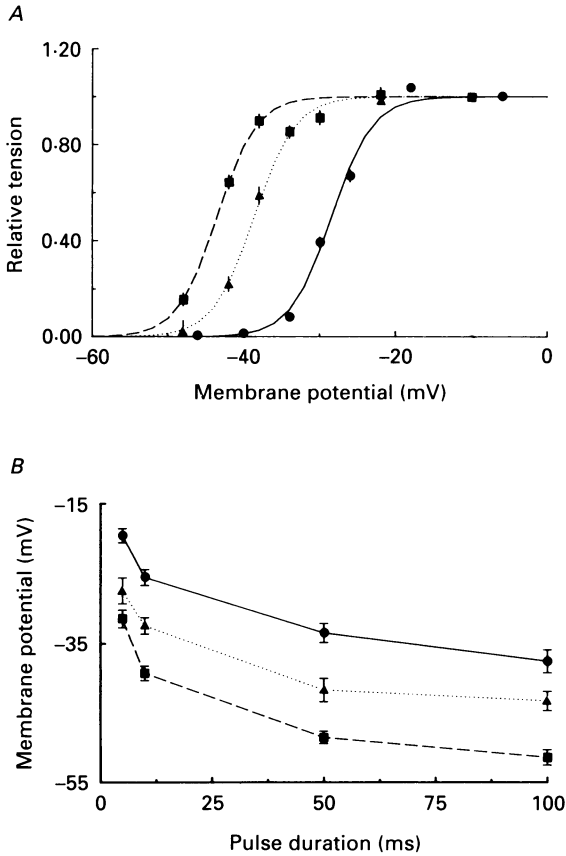 A
1·20
0·80
0·40
0·00
Relative tension
−60
−40
−20
0
Membrane potential (mV)
B
−15
−35
−55
Membrane potential (mV)
0
25
50
75
100
Pulse duration (ms)